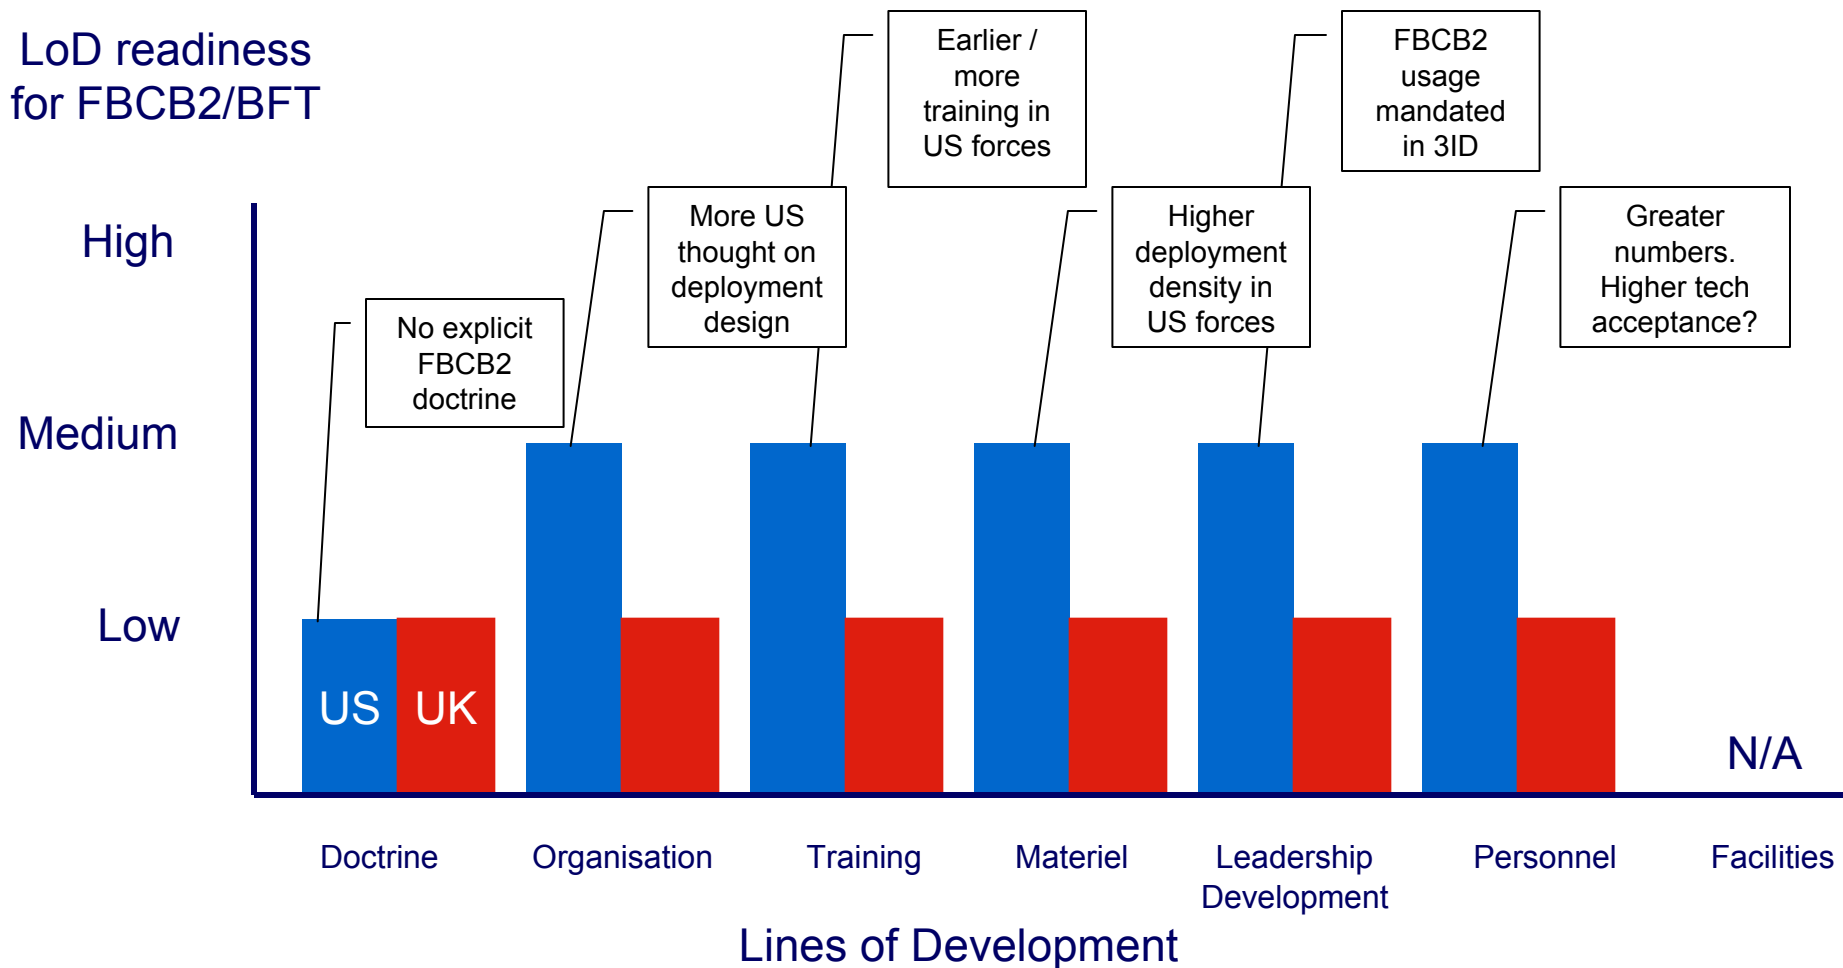 LoD readiness
for FBCB2/BFT
Earlier /
more
training in
US forces
FBCB2
usage
mandated
in 3ID
More US
thought on
deployment
design
Higher
deployment
density in
US forces
Greater
numbers.
Higher tech
acceptance?
No explicit
FBCB2
doctrine
High
Medium
Low
US UK
N/A
Doctrine Organisation Training Materiel Leadership Development Personnel Facilities
Lines of Development